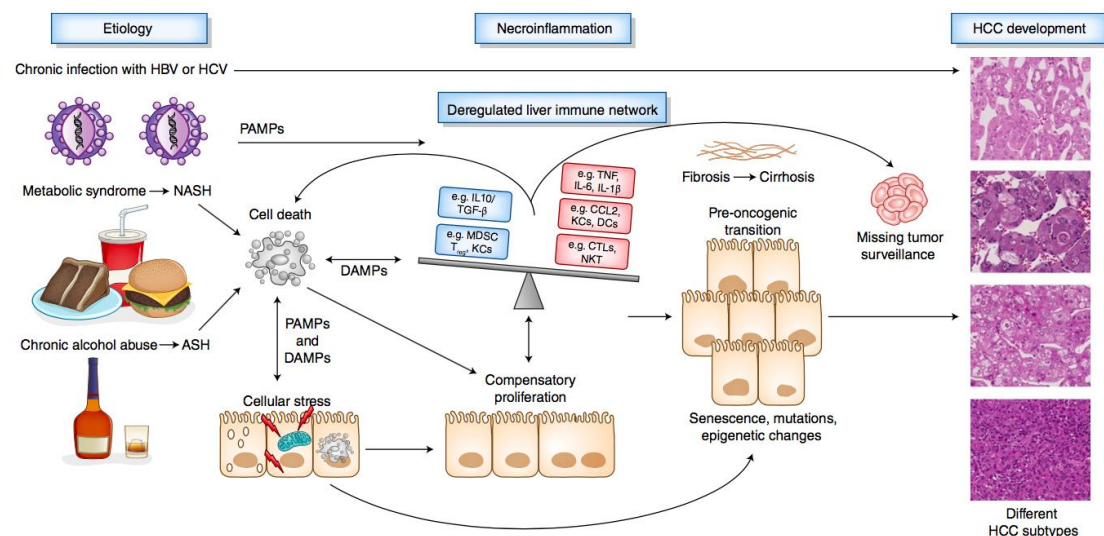 Etiology
Necroinflammation
HCC development
Chronic infection with HBV or HCV
Deregulated liver immune network
PAMPs
Metabolic syndrome → NASH
Cell death
e.g. IL10/
TGF-β
e.g. MDSC
Treg, KCs
e.g. TNF,
IL-6, IL-1β
e.g. CCL2,
KCs, DCs
e.g. CTLs,
NKT
Fibrosis → Cirrhosis
Pre-oncogenic
transition
Missing tumor
surveillance
DAMPs
PAMPs
and
DAMPs
Chronic alcohol abuse → ASH
Cellular stress
Compensatory
proliferation
Senescence, mutations,
epigenetic changes
Different
HCC subtypes